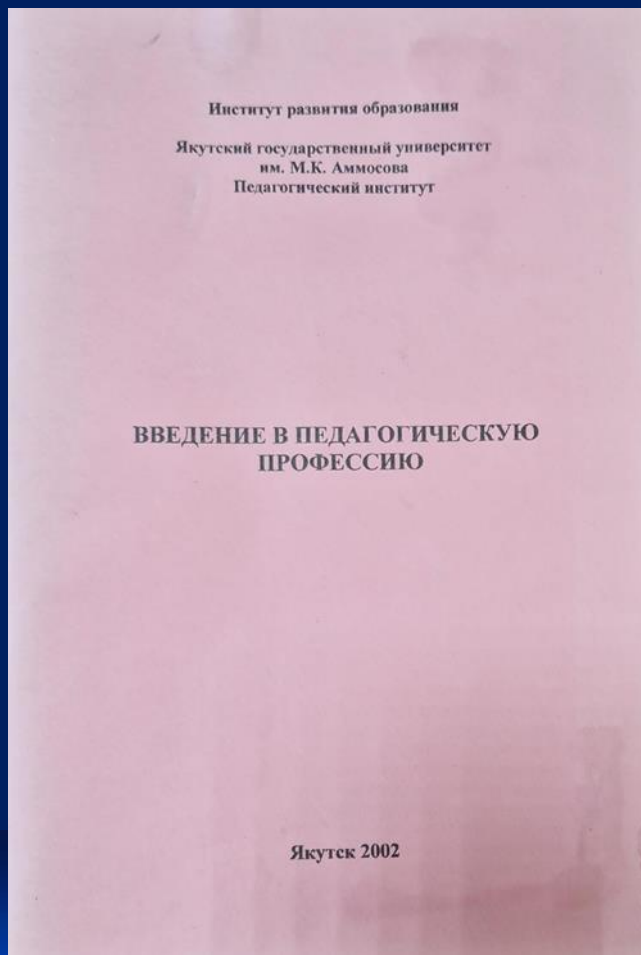 Институт развития образования
Якутский государственный университет
им. М.К. Аммосова
Педагогический институт
ВВЕДЕНИЕ В ПЕДАГОГИЧЕСКУЮ
ПРОФЕССИЮ
Якутск 2002